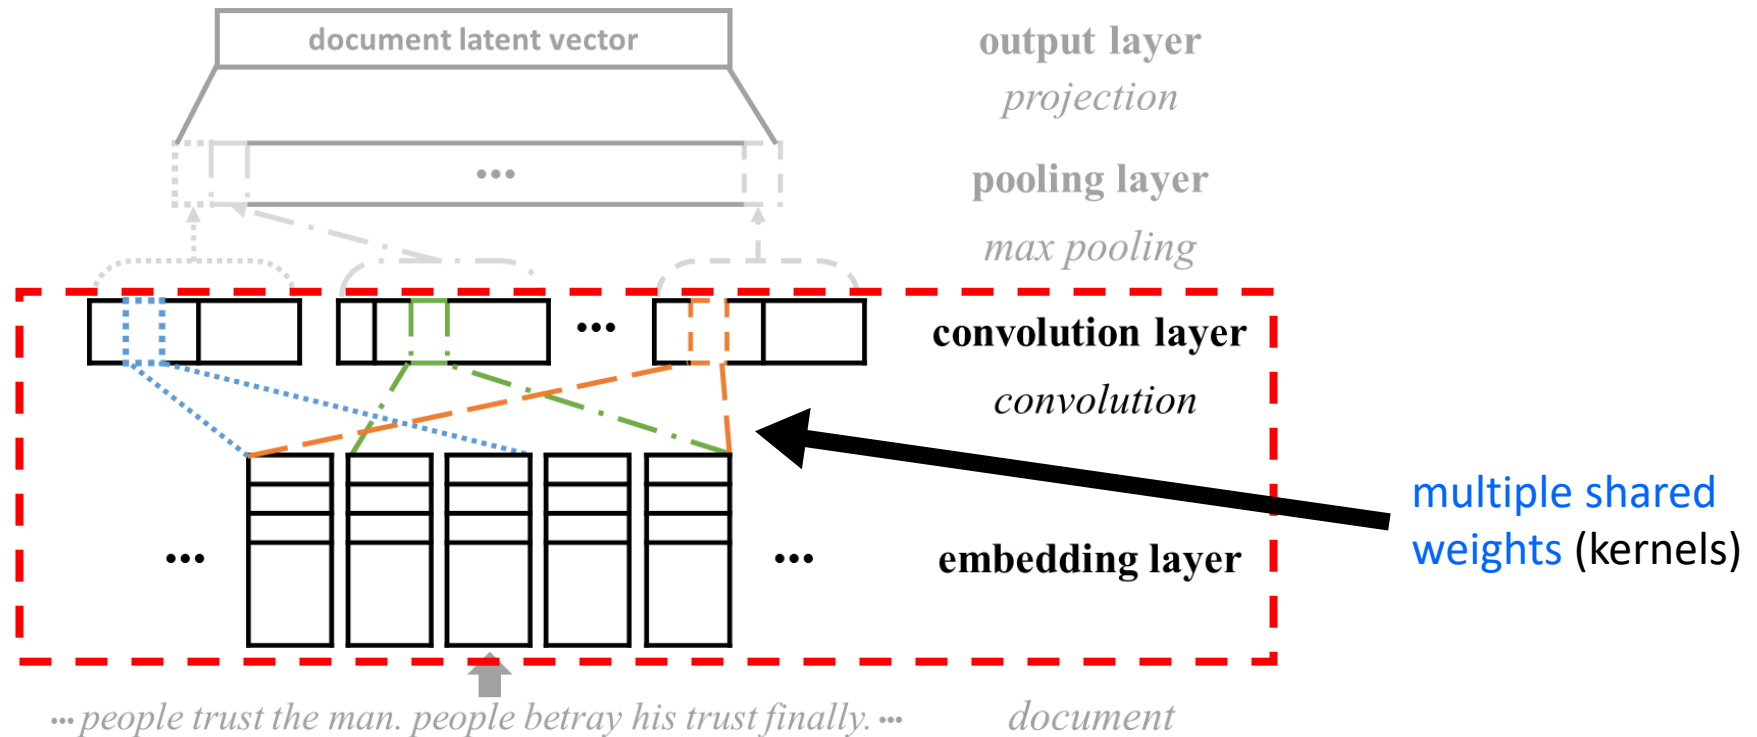 document latent vector
output layer
projection
•••
pooling layer
max pooling
•••
convolution layer
convolution
multiple shared
weights (kernels)
•••
•••
embedding layer
••• people trust the man. people betray his trust finally. •••
document